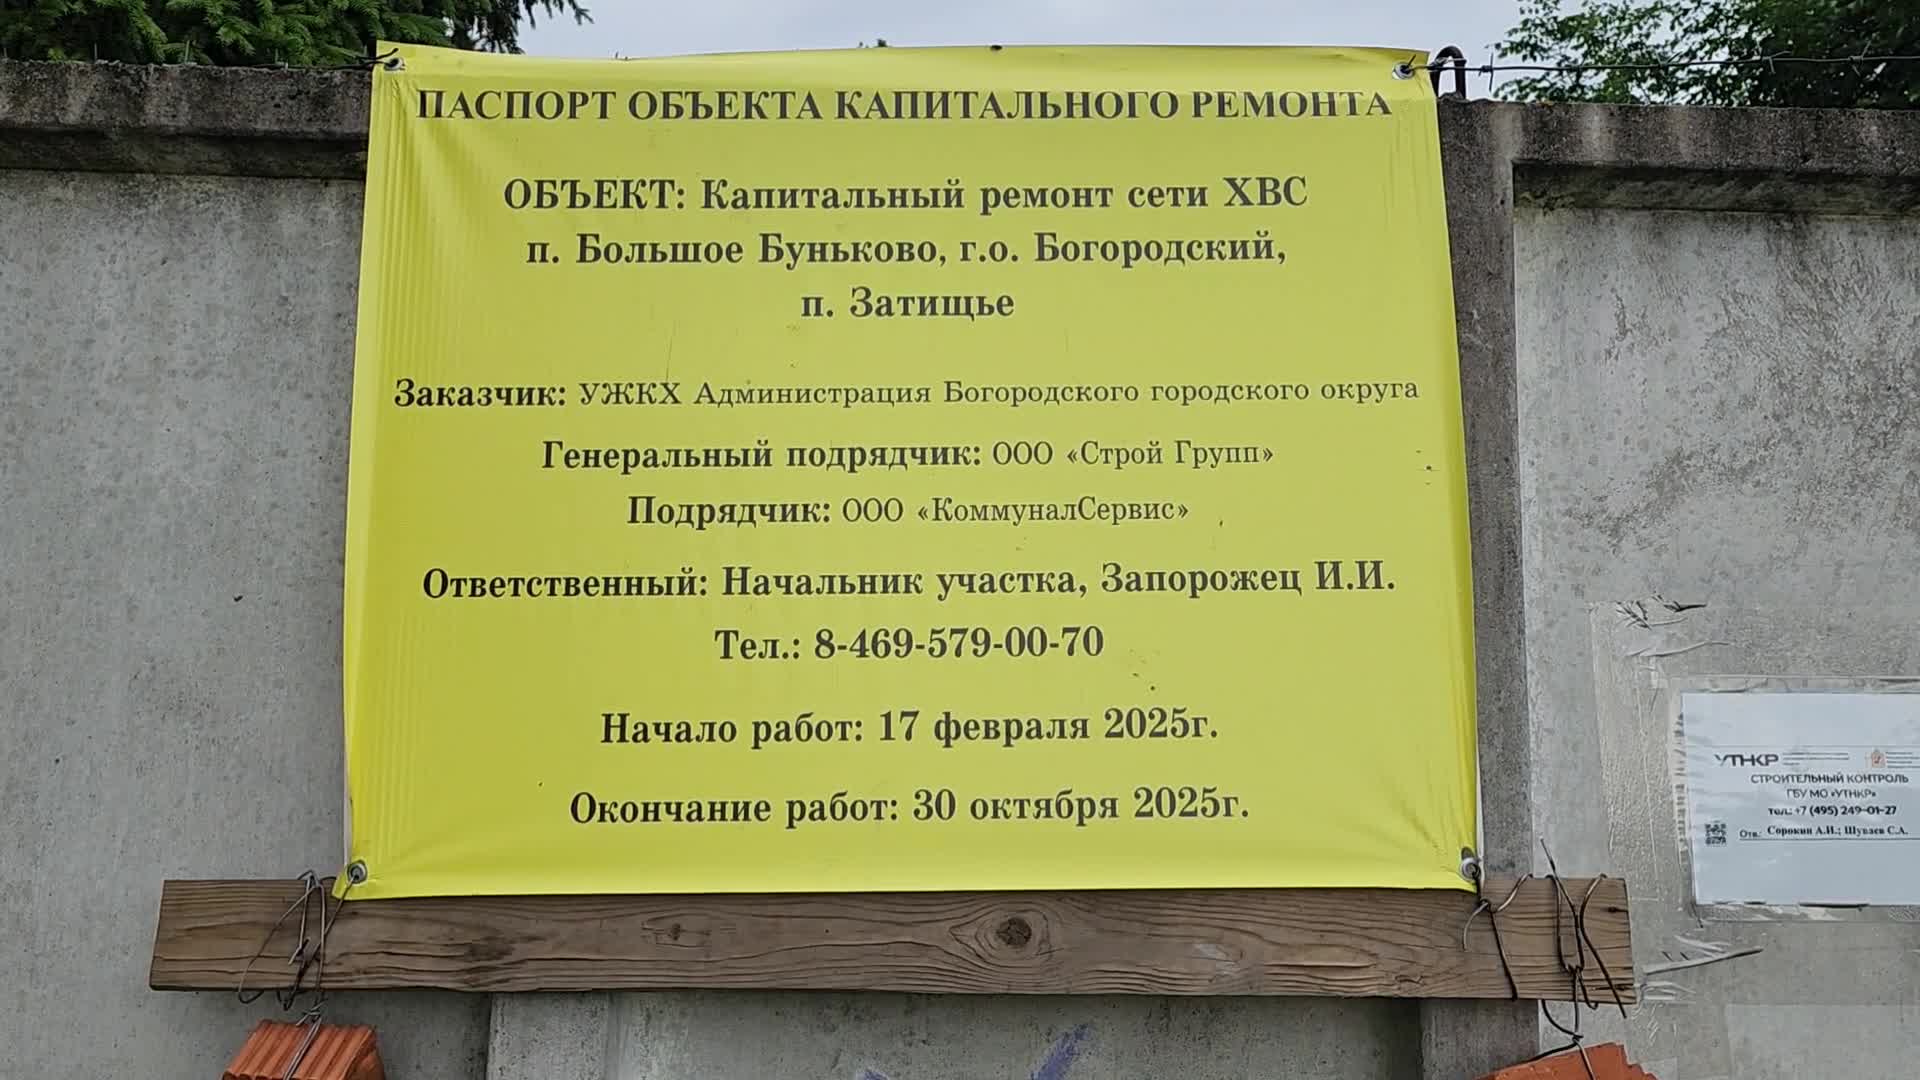 ПАСПОРТ ОБЪЕКТА КАПИТАЛЬНОГО РЕМОНТА
ОБЪЕКТ: Капитальный ремонт сети ХВС
п. Большое Буньково, г.о. Богородский,
п. Затищье
Заказчик: УЖКХ Администрация Богородского городского округа
Генеральный подрядчик: ООО «Строй Групп»
Подрядчик: ООО «КоммуналСервис»
Ответственный: Начальник участка, Запорожец И.И.
Тел.: 8-469-579-00-70
Начало работ: 17 февраля 2025г.
Окончание работ: 30 октября 2025г.
УТНКР
СТРОИТЕЛЬНЫЙ КОНТРОЛЬ
ГБУ МО «УТНКР»
тел.: +7 (495) 249-01-27
Отв.: Сорокин А.И.; Шуваев С.А.